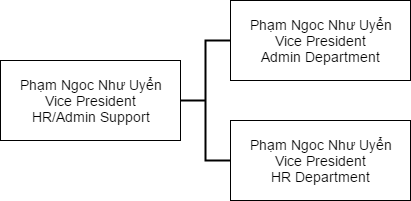 Phạm Ngọc Như Uyển
Vice President
Admin Department
Phạm Ngọc Như Uyển
Vice President
HR/Admin Support
Phạm Ngọc Như Uyển
Vice President
HR Department